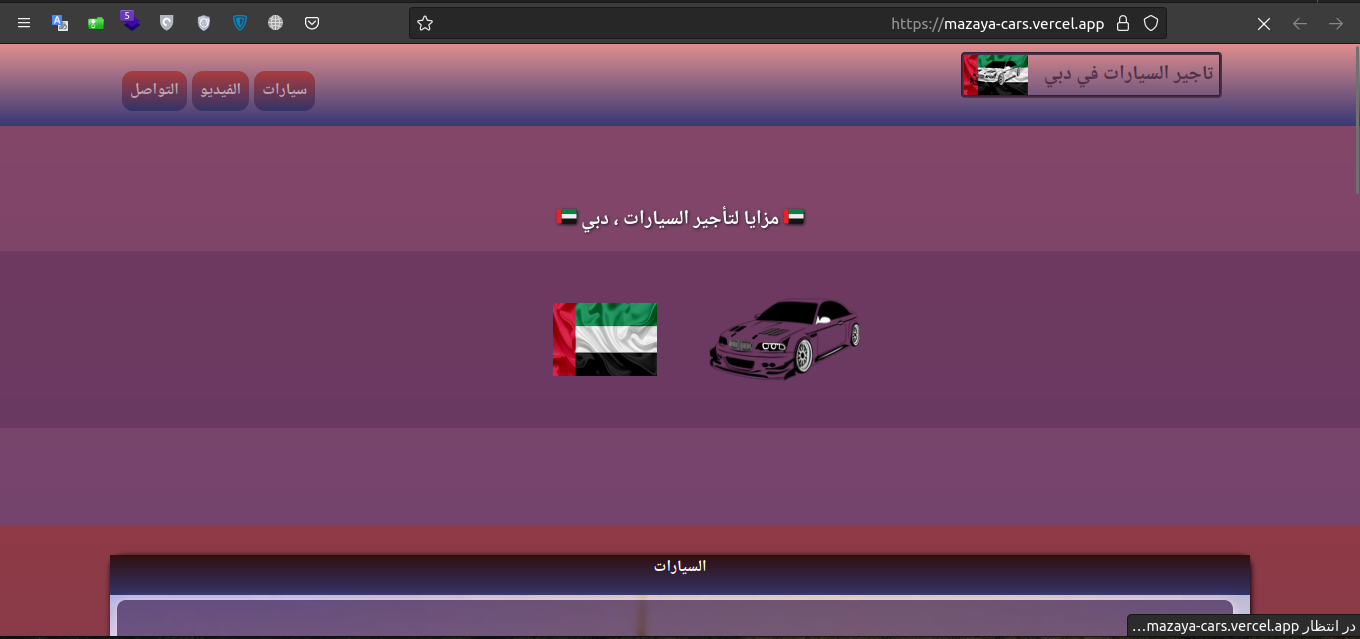 https://mazaya-cars.vercel.app
5
تاجير السيارات في دبي
سيارات
الفيديو
التواصل
مزايا لتأجير السيارات ، دبي
السيارات
در انتظار mazaya-cars.vercel.app…